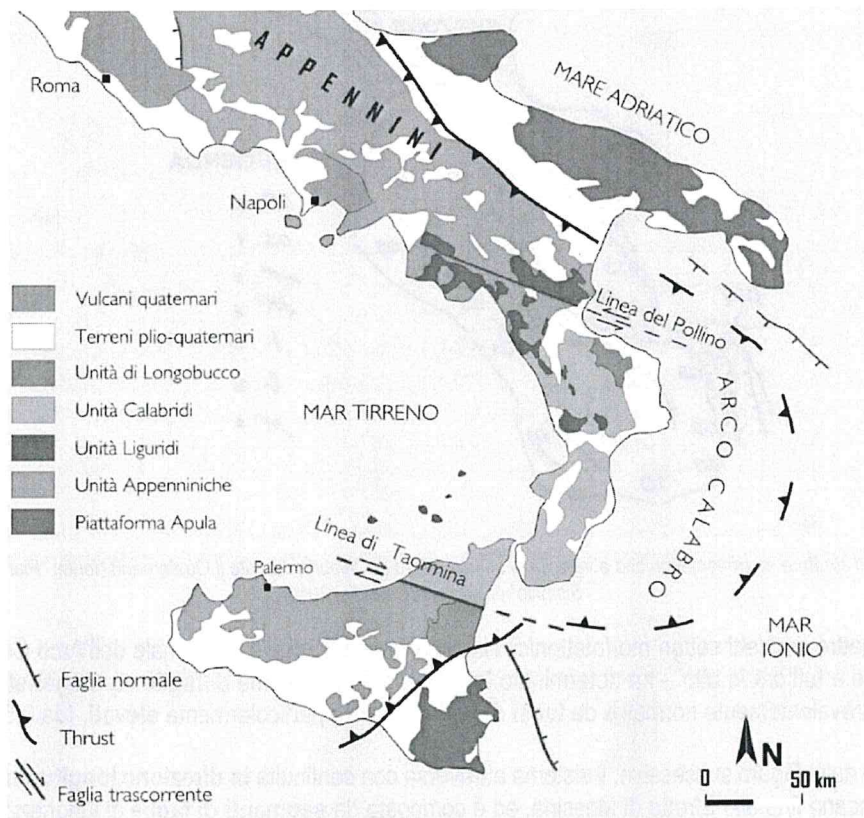 APPENNINI
Roma
MARE ADRIATICO
Napoli
Vulcani quaternari
Terreni plio-quaternari
Unità di Longobucco
Unità Calabridi
Unità Liguridi
Unità Appenniniche
Piattaforma Apula
Linea del Pollino
MAR TIRRENO
ARCO CALABRO
Linea di Taormina
Palermo
MAR
IONIO
Faglia normale
Thrust
Faglia trascorrente
N
0 50 km